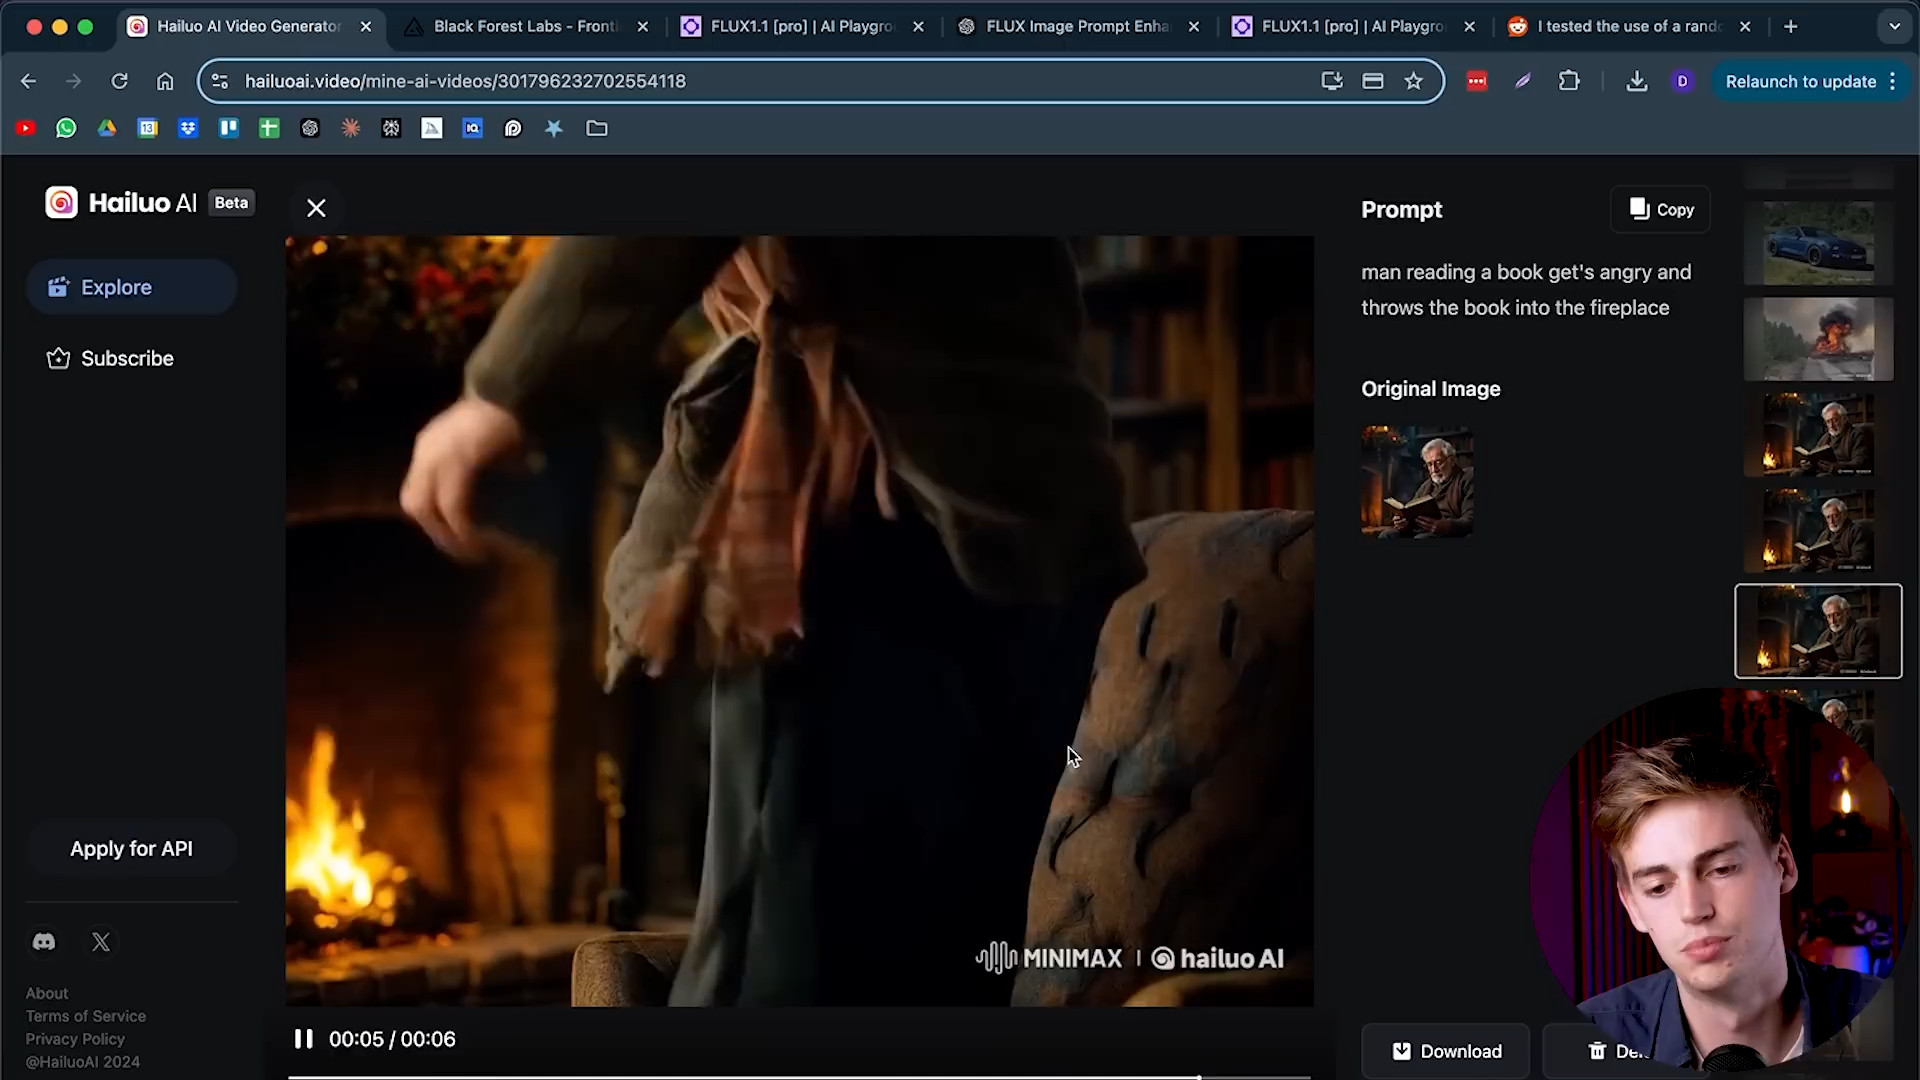 Hailuo AI Video Generator
Black Forest Labs - Fronti
FLUX1.1 [pro] | AI Playgro
FLUX Image Prompt Enha
FLUX1.1 [pro] | AI Playgro
I tested the use of a rando
hailuoai.video/mine-ai-videos/301796232702554118
D
Relaunch to update
13
IQ
Hailuo AI
Beta
Explore
Subscribe
Apply for API
About
Terms of Service
Privacy Policy
@HailuoAI 2024
MINIMAX | hailuo AI
00:05 / 00:06
Prompt
Copy
man reading a book get's angry and
throws the book into the fireplace
Original Image
Download